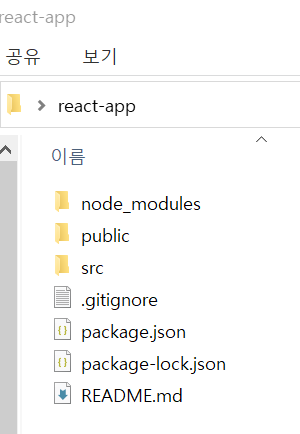 react-app
공유 보기
react-app
이름
node_modules
public
src
.gitignore
package.json
package-lock.json
README.md